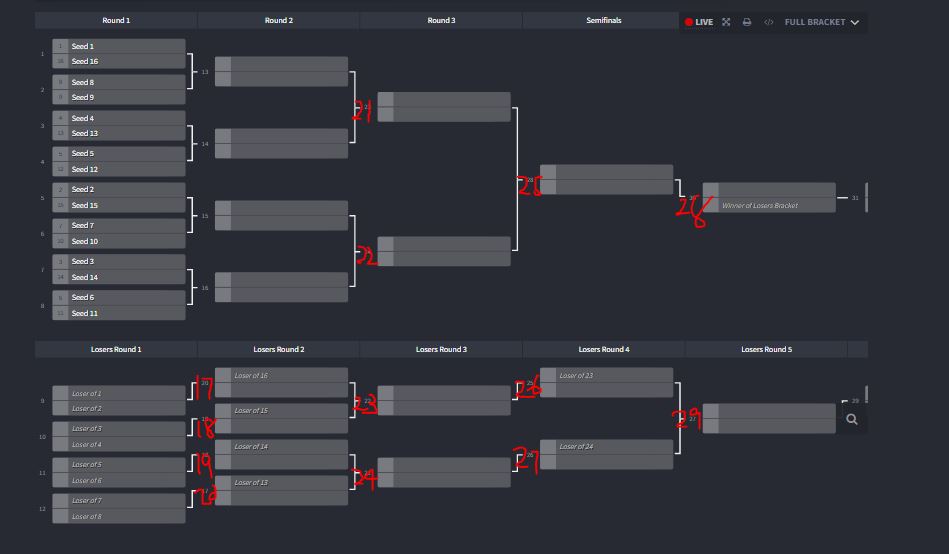 Round 1 Round 2 Round 3 Semifinals LIVE FULL BRACKET
1 Seed 1
1 16 Seed 16
13
8 Seed 8
2 9 Seed 9
21
4 Seed 4
3 13 Seed 13
14
5 Seed 5
4 12 Seed 12
28
2 Seed 2
5 15 Seed 15
28 Winner of Losers Bracket 31
15
7 Seed 7
6 10 Seed 10
22
3 Seed 3
7 14 Seed 14
16
6 Seed 6
8 11 Seed 11
Losers Round 1 Losers Round 2 Losers Round 3 Losers Round 4 Losers Round 5
17 20 Loser of 16 26 25 Loser of 23
9 Loser of 1
Loser of 2
23 22 29
18 Loser of 15
10 Loser of 3
Loser of 4
29 27
19 Loser of 14 27 26 Loser of 24
11 Loser of 5
Loser of 6
24
20 Loser of 13
12 Loser of 7
Loser of 8